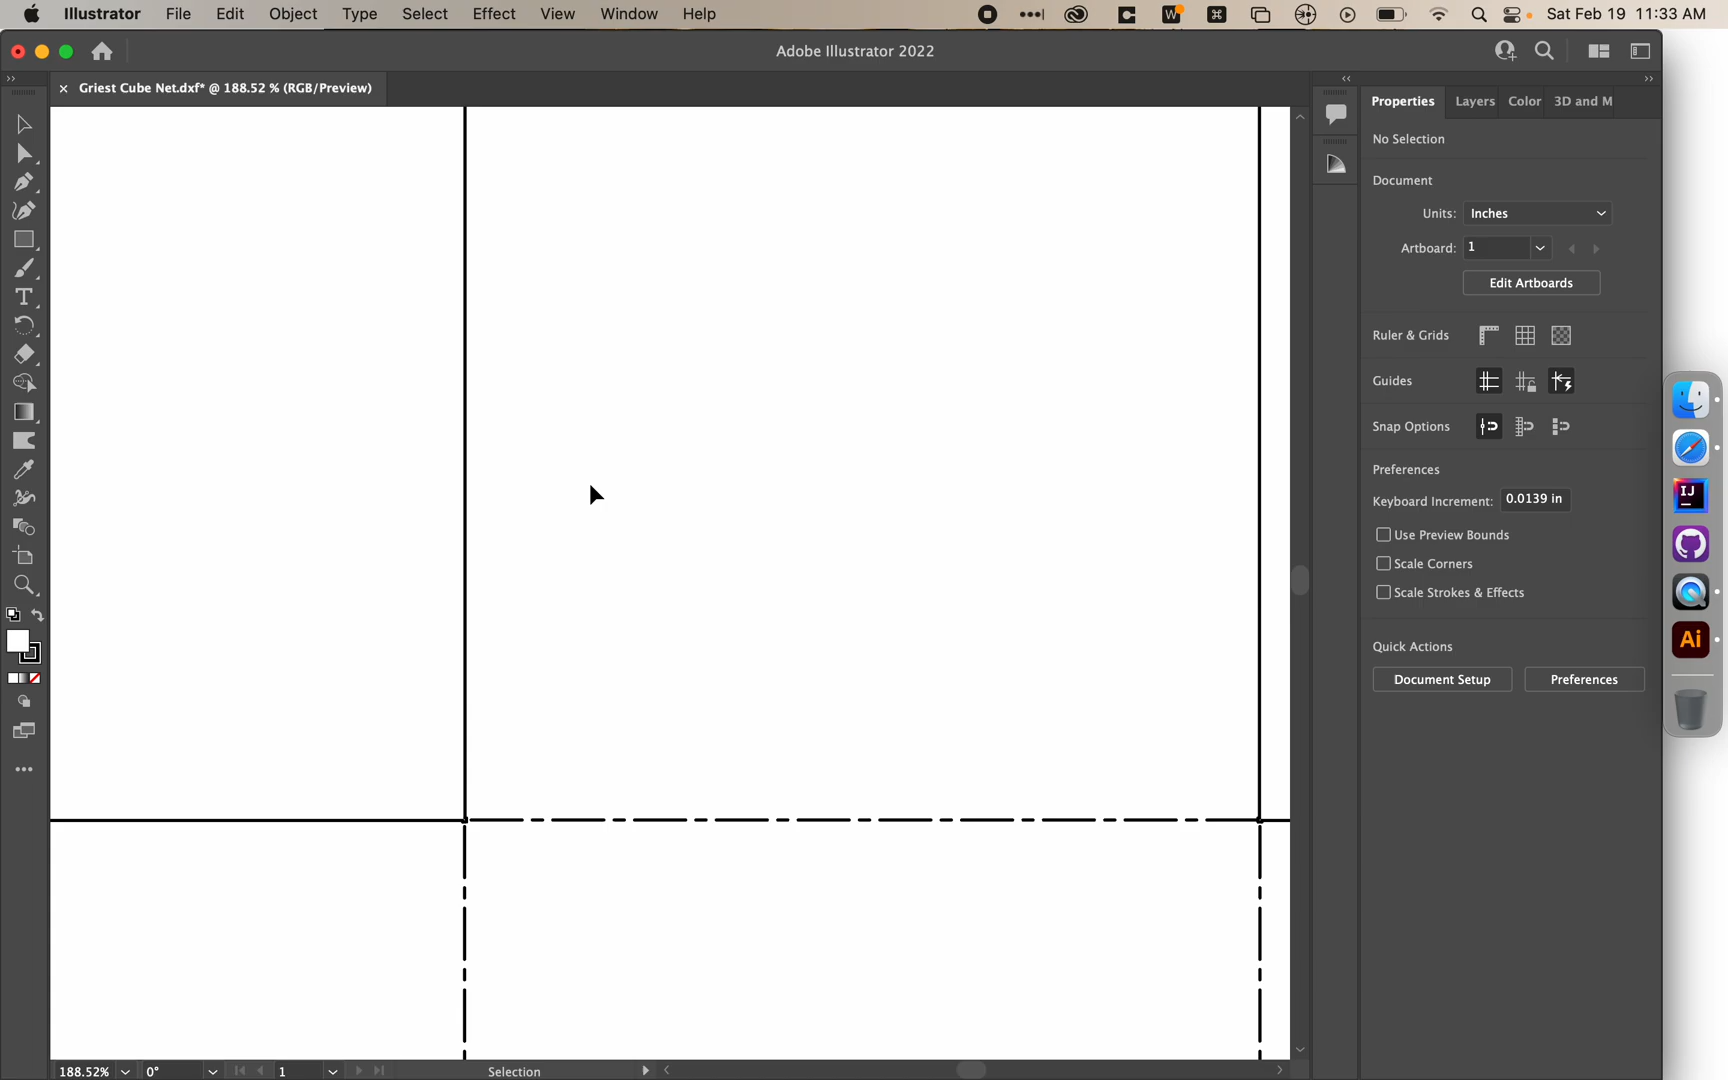 Illustrator File Edit Object Type Select Effect View Window Help W Sat Feb 19 11:33 AM
Adobe Illustrator 2022
× Griest Cube Net.dxf* @ 188.52 % (RGB/Preview)
Properties Layers Color 3D and M
No Selection
Document
Units: Inches
Artboard: 1
Edit Artboards
Ruler & Grids
Guides
Snap Options
Preferences
Keyboard Increment: 0.0139 in
Use Preview Bounds
Scale Corners
Scale Strokes & Effects
Quick Actions
Document Setup Preferences
IJ
Ai
188.52% 0° 1 Selection